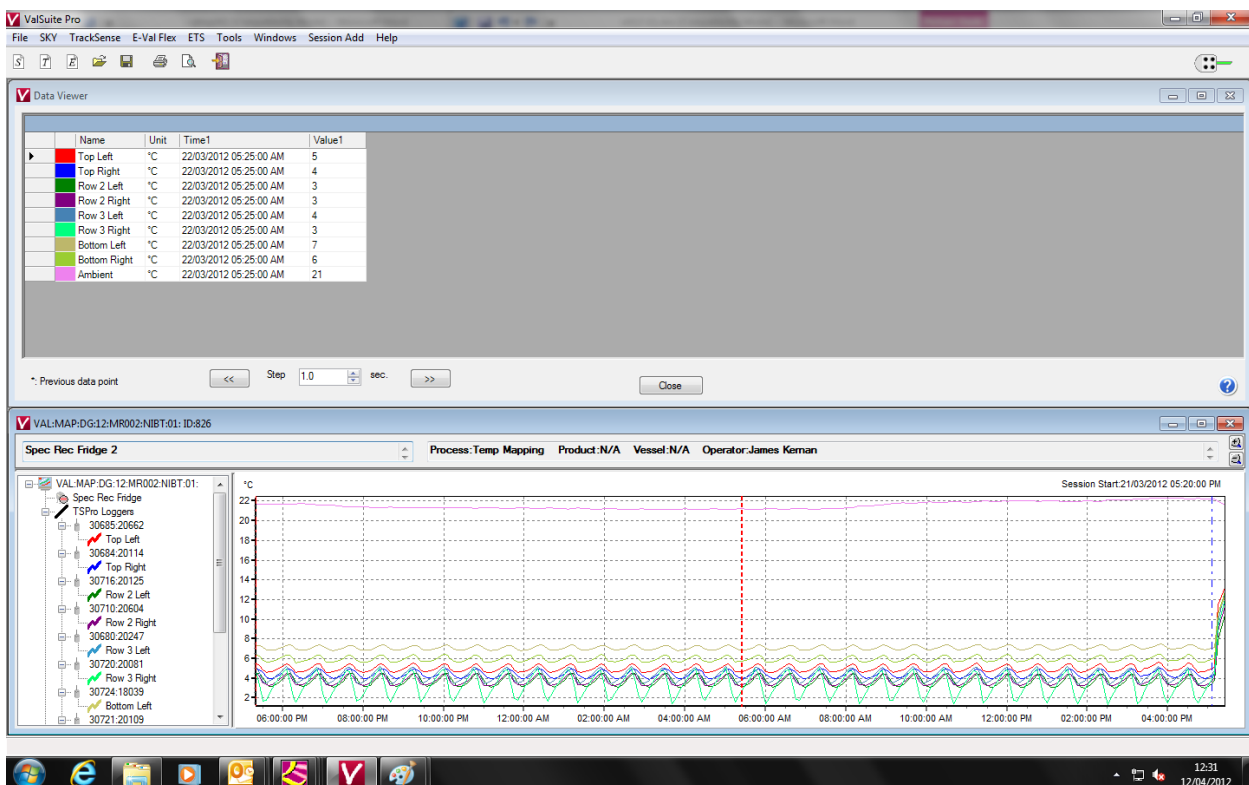 ValSuite Pro
File SKY TrackSense E-Val Flex ETS Tools Windows Session Add Help
S T E
Data Viewer
Name Unit Time1 Value1
Top Left °C 22/03/2012 05:25:00 AM 5
Top Right °C 22/03/2012 05:25:00 AM 4
Row 2 Left °C 22/03/2012 05:25:00 AM 3
Row 2 Right °C 22/03/2012 05:25:00 AM 3
Row 3 Left °C 22/03/2012 05:25:00 AM 4
Row 3 Right °C 22/03/2012 05:25:00 AM 3
Bottom Left °C 22/03/2012 05:25:00 AM 7
Bottom Right °C 22/03/2012 05:25:00 AM 6
Ambient °C 22/03/2012 05:25:00 AM 21
*: Previous data point << Step 1.0 sec. >> Close
VAL:MAP:DG:12:MR002:NIBT:01: ID:826
Spec Rec Fridge 2 Process:Temp Mapping Product:N/A Vessel:N/A Operator:James Kernan
VAL:MAP:DG:12:MR002:NIBT:01:
Spec Rec Fridge
TSPro Loggers
30685:20662
Top Left
30684:20114
Top Right
30716:20125
Row 2 Left
30710:20604
Row 2 Right
30680:20247
Row 3 Left
30720:20081
Row 3 Right
30724:18039
Bottom Left
30721:20109
°C Session Start:21/03/2012 05:20:00 PM
22
20
18
16
14
12
10
8
6
4
2
06:00:00 PM 08:00:00 PM 10:00:00 PM 12:00:00 AM 02:00:00 AM 04:00:00 AM 06:00:00 AM 08:00:00 AM 10:00:00 AM 12:00:00 PM 02:00:00 PM 04:00:00 PM
12:31
12/04/2012